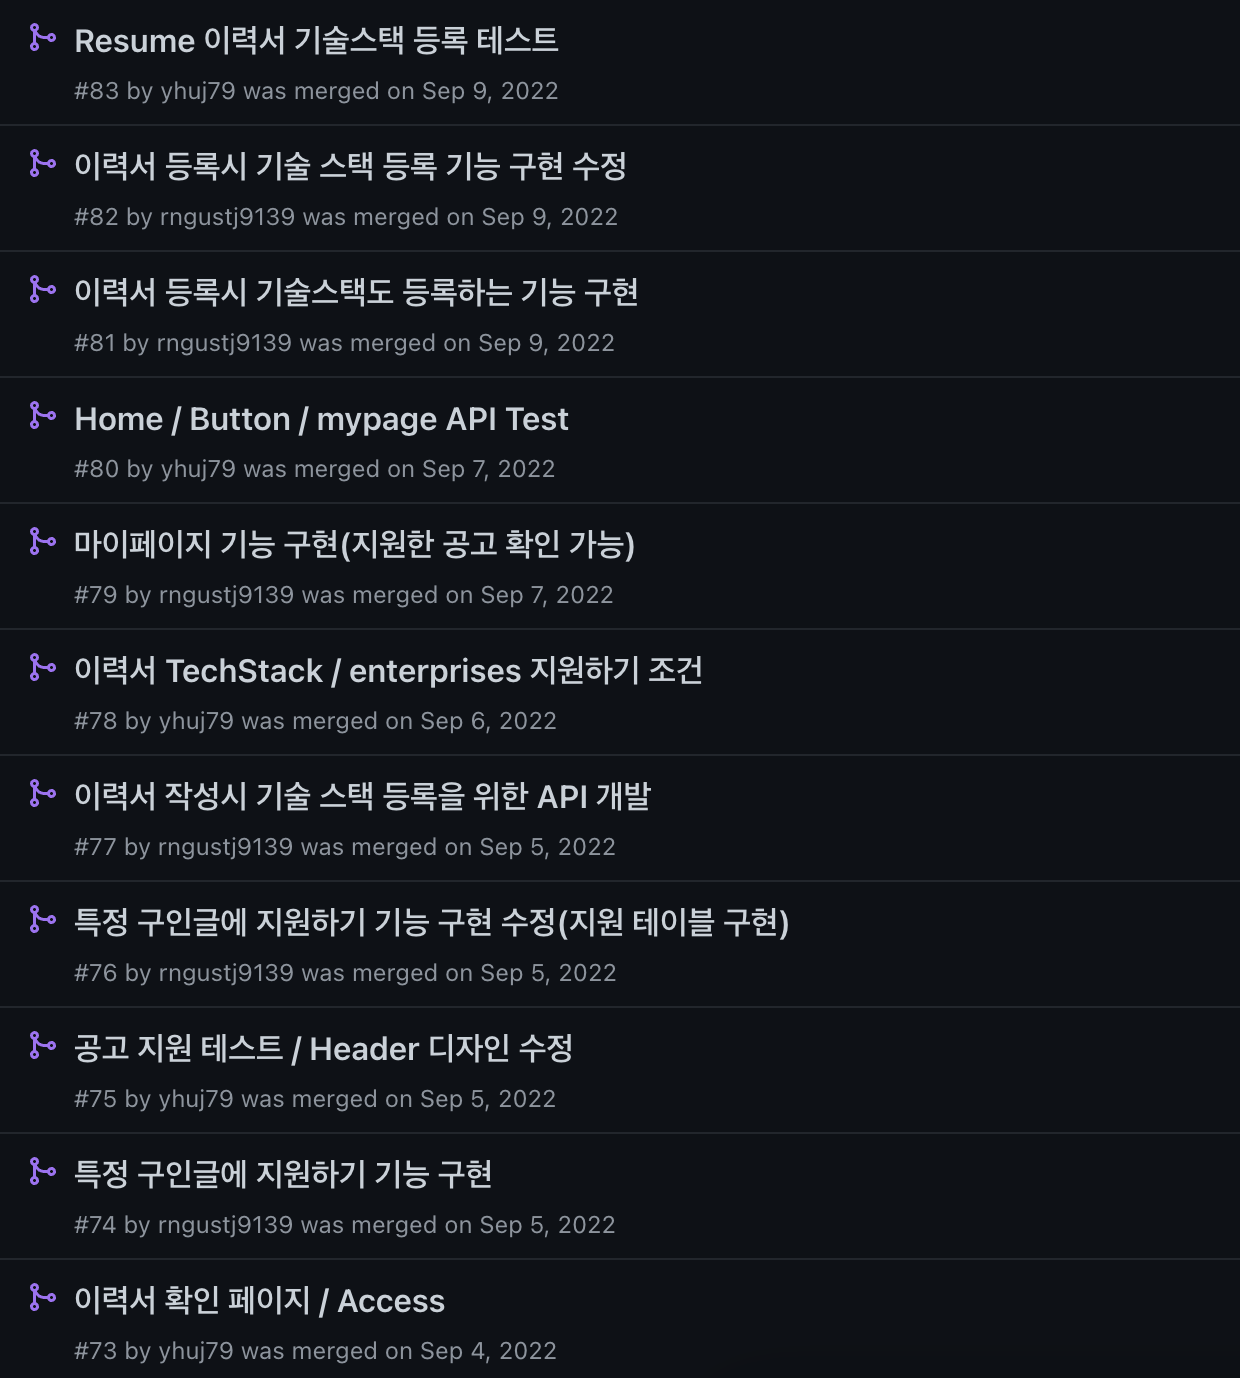 Resume 이력서 기술스택 등록 테스트
#83 by yhuj79 was merged on Sep 9, 2022
이력서 등록시 기술 스택 등록 기능 구현 수정
#82 by rngustj9139 was merged on Sep 9, 2022
이력서 등록시 기술스택도 등록하는 기능 구현
#81 by rngustj9139 was merged on Sep 9, 2022
Home / Button / mypage API Test
#80 by yhuj79 was merged on Sep 7, 2022
마이페이지 기능 구현(지원한 공고 확인 가능)
#79 by rngustj9139 was merged on Sep 7, 2022
이력서 TechStack / enterprises 지원하기 조건
#78 by yhuj79 was merged on Sep 6, 2022
이력서 작성시 기술 스택 등록을 위한 API 개발
#77 by rngustj9139 was merged on Sep 5, 2022
특정 구인글에 지원하기 기능 구현 수정(지원 테이블 구현)
#76 by rngustj9139 was merged on Sep 5, 2022
공고 지원 테스트 / Header 디자인 수정
#75 by yhuj79 was merged on Sep 5, 2022
특정 구인글에 지원하기 기능 구현
#74 by rngustj9139 was merged on Sep 5, 2022
이력서 확인 페이지 / Access
#73 by yhuj79 was merged on Sep 4, 2022